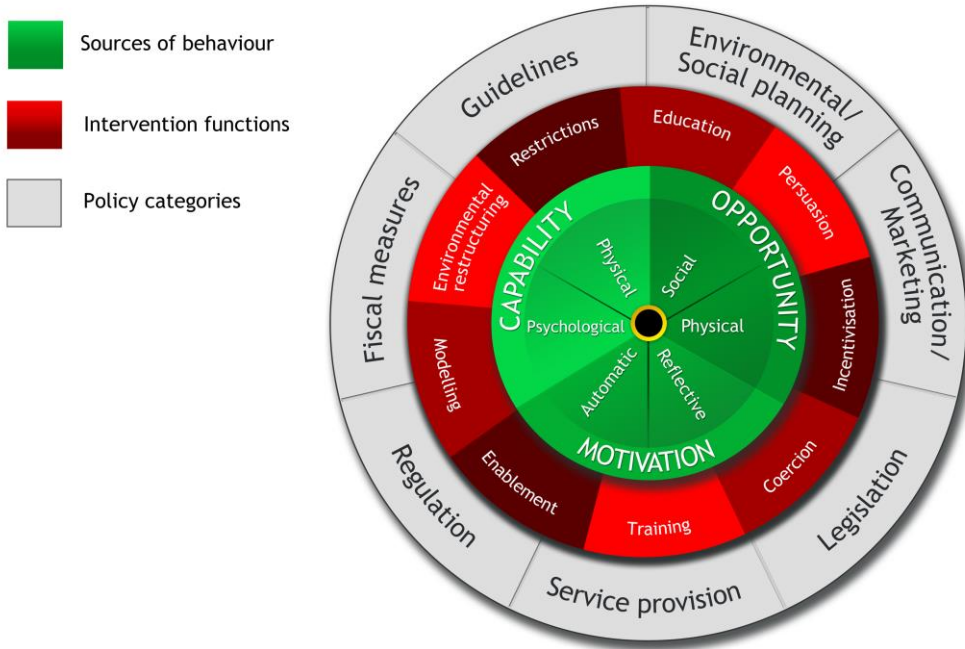 Sources of behaviour
Intervention functions
Policy categories
Guidelines
Environmental/
Social planning
Communication/
Marketing
Legislation
Service provision
Regulation
Fiscal measures
Restrictions
Education
Persuasion
Incentivisation
Coercion
Training
Enablement
Modelling
Environmental
restructuring
CAPABILITY
OPPORTUNITY
MOTIVATION
Physical
Social
Psychological
Physical
Automatic
Reflective